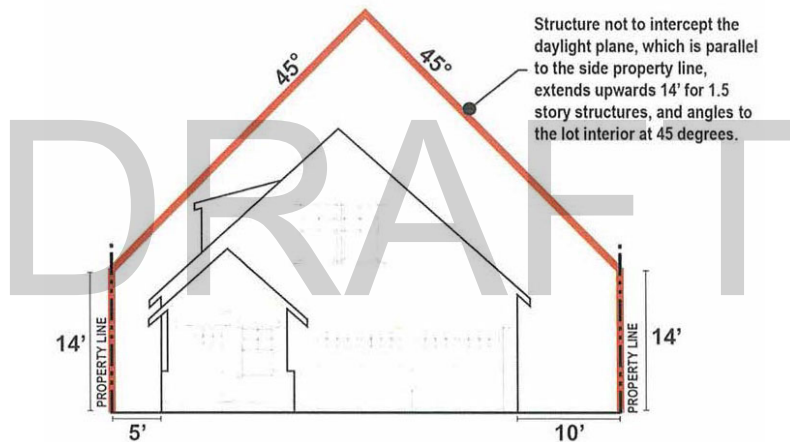 Structure not to intercept the
daylight plane, which is parallel
to the side property line,
extends upwards 14' for 1.5
story structures, and angles to
the lot interior at 45 degrees.
45°
45°
DRAFT
14'
PROPERTY LINE
PROPERTY LINE
14'
5'
10'